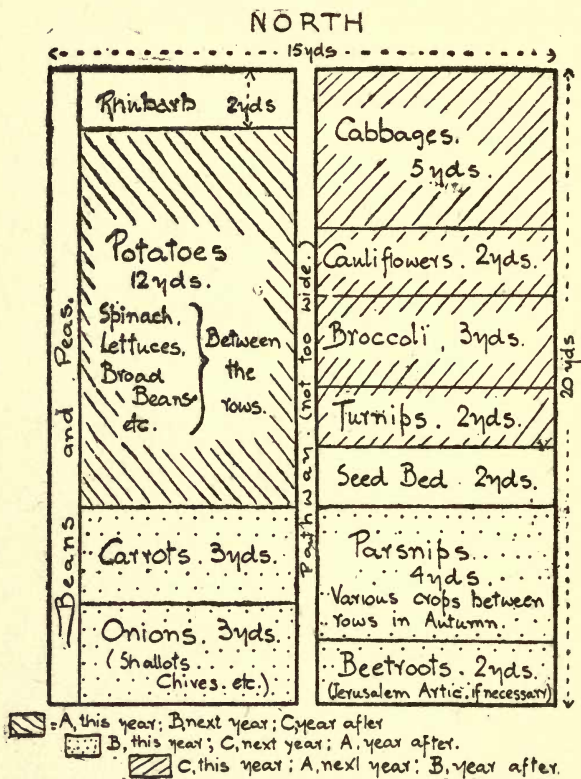 NORTH
15yds
Rhubarb 2yds
Potatoes
12yds.
Spinach,
Lettuces,
Broad
Beans
etc.
Between
the
rows.
Carrots. 3yds.
Onions. 3yds.
(Shallots
Chives. etc.)
Beans and Peas.
Pathway (not too wide.)
Cabbages.
5yds.
Cauliflowers. 2yds.
Broccoli, 3yds.
Turnips. 2yds.
Seed Bed. 2yds.
Parsnips.
4yds
Various crops between
rows in Autumn.
Beetroots. 2yds.
(Jerusalem Artic. if necessary)
20 yds
= A, this year; B, next year; C, year after
B, this year; C, next year; A, year after.
C, this year; A, next year; B, year after.